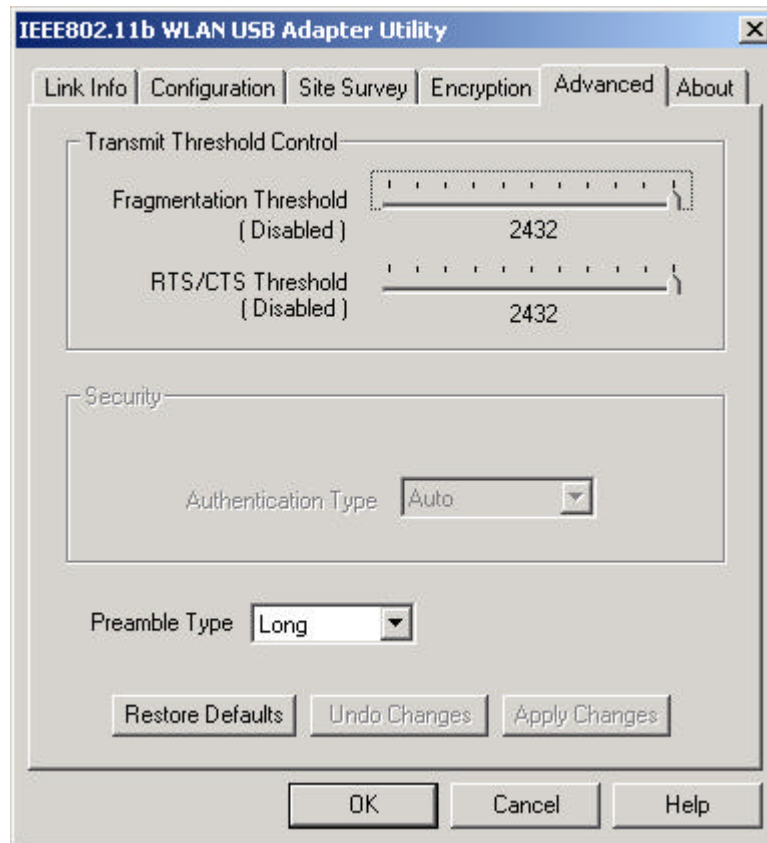 IEEE802.11b WLAN USB Adapter Utility
Link Info Configuration Site Survey Encryption Advanced About
Transmit Threshold Control
Fragmentation Threshold
( Disabled )
2432
RTS/CTS Threshold
( Disabled )
2432
Security
Authentication Type Auto
Preamble Type Long
Restore Defaults Undo Changes Apply Changes
OK Cancel Help